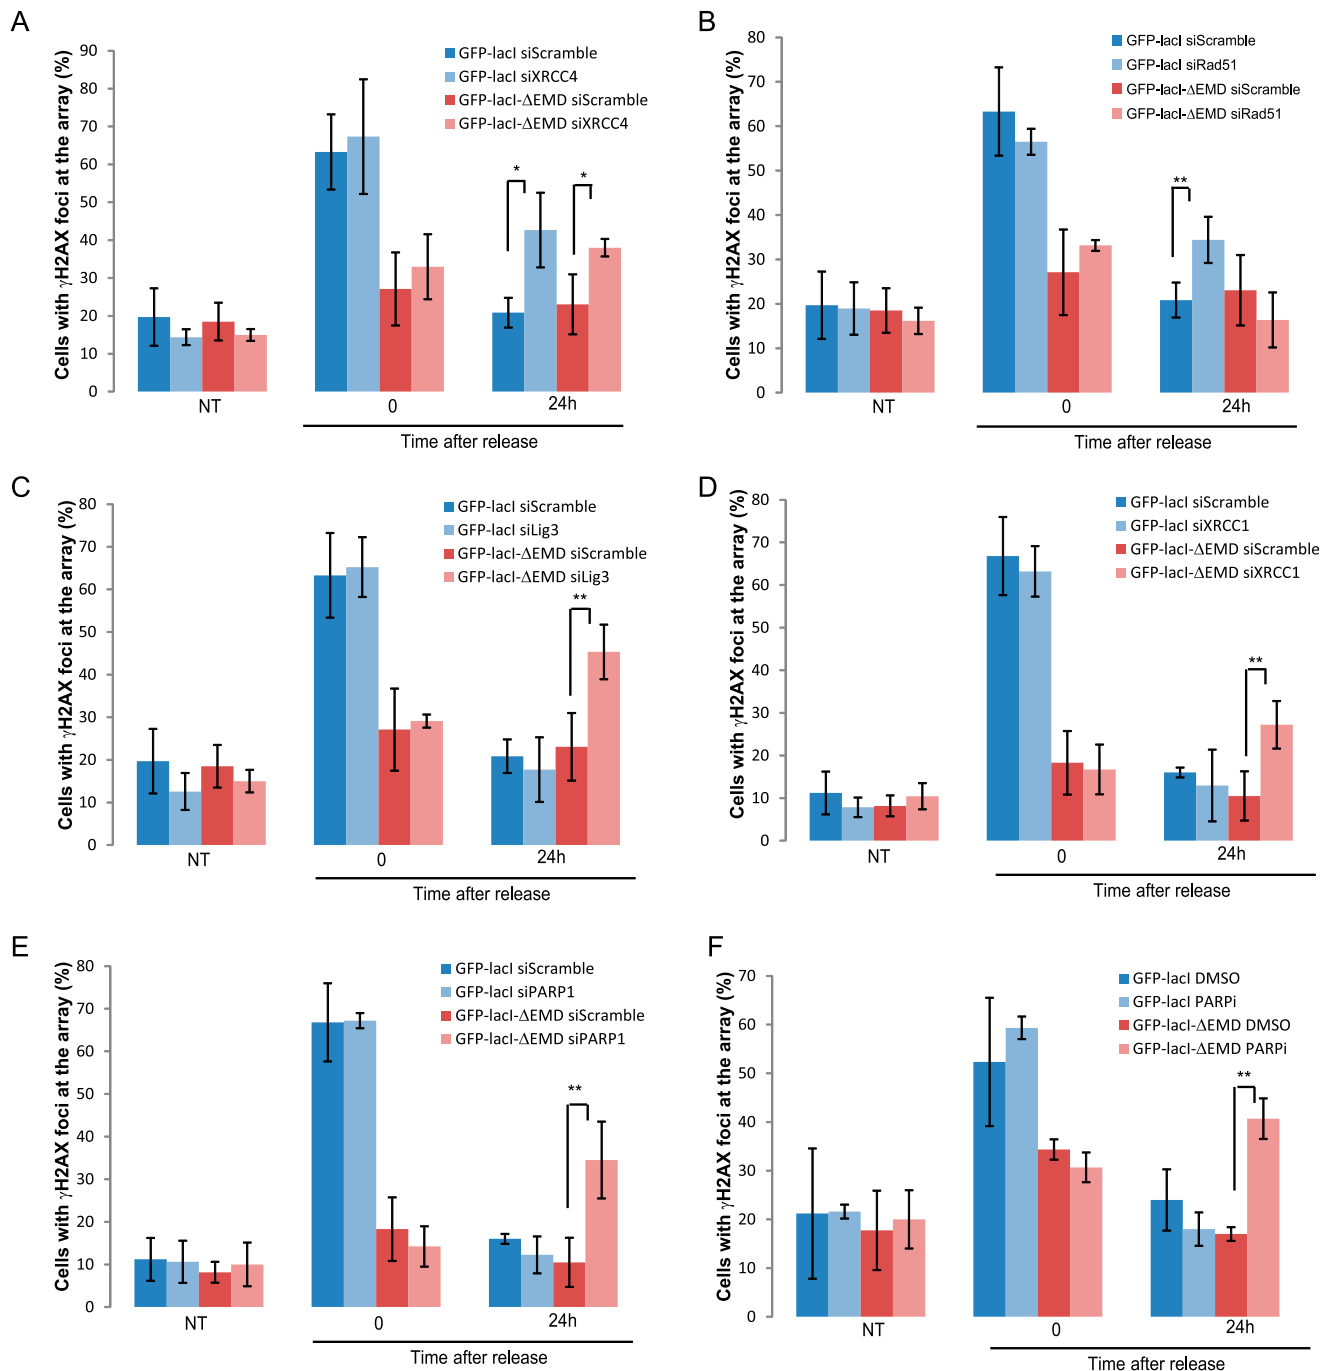 A
Cells with γH2AX foci at the array (%)
90
80
70
60
50
40
30
20
10
0
GFP-lacI siScramble
GFP-lacI siXRCC4
GFP-lacI-ΔEMD siScramble
GFP-lacI-ΔEMD siXRCC4
*
*
NT
0
24h
Time after release
B
Cells with γH2AX foci at the array (%)
80
70
60
50
40
30
20
10
0
GFP-lacI siScramble
GFP-lacI siRad51
GFP-lacI-ΔEMD siScramble
GFP-lacI-ΔEMD siRad51
**
NT
0
24h
Time after release
C
Cells with γH2AX foci at the array (%)
80
70
60
50
40
30
20
10
0
GFP-lacI siScramble
GFP-lacI siLig3
GFP-lacI-ΔEMD siScramble
GFP-lacI-ΔEMD siLig3
**
NT
0
24h
Time after release
D
Cells with γH2AX foci at the array (%)
80
70
60
50
40
30
20
10
0
GFP-lacI siScramble
GFP-lacI siXRCC1
GFP-lacI-ΔEMD siScramble
GFP-lacI-ΔEMD siXRCC1
**
NT
0
24h
Time after release
E
Cells with γH2AX foci at the array (%)
80
70
60
50
40
30
20
10
0
GFP-lacI siScramble
GFP-lacI siPARP1
GFP-lacI-ΔEMD siScramble
GFP-lacI-ΔEMD siPARP1
**
NT
0
24h
Time after release
F
Cells with γH2AX foci at the array (%)
70
60
50
40
30
20
10
0
GFP-lacI DMSO
GFP-lacI PARPi
GFP-lacI-ΔEMD DMSO
GFP-lacI-ΔEMD PARPi
**
NT
0
24h
Time after release